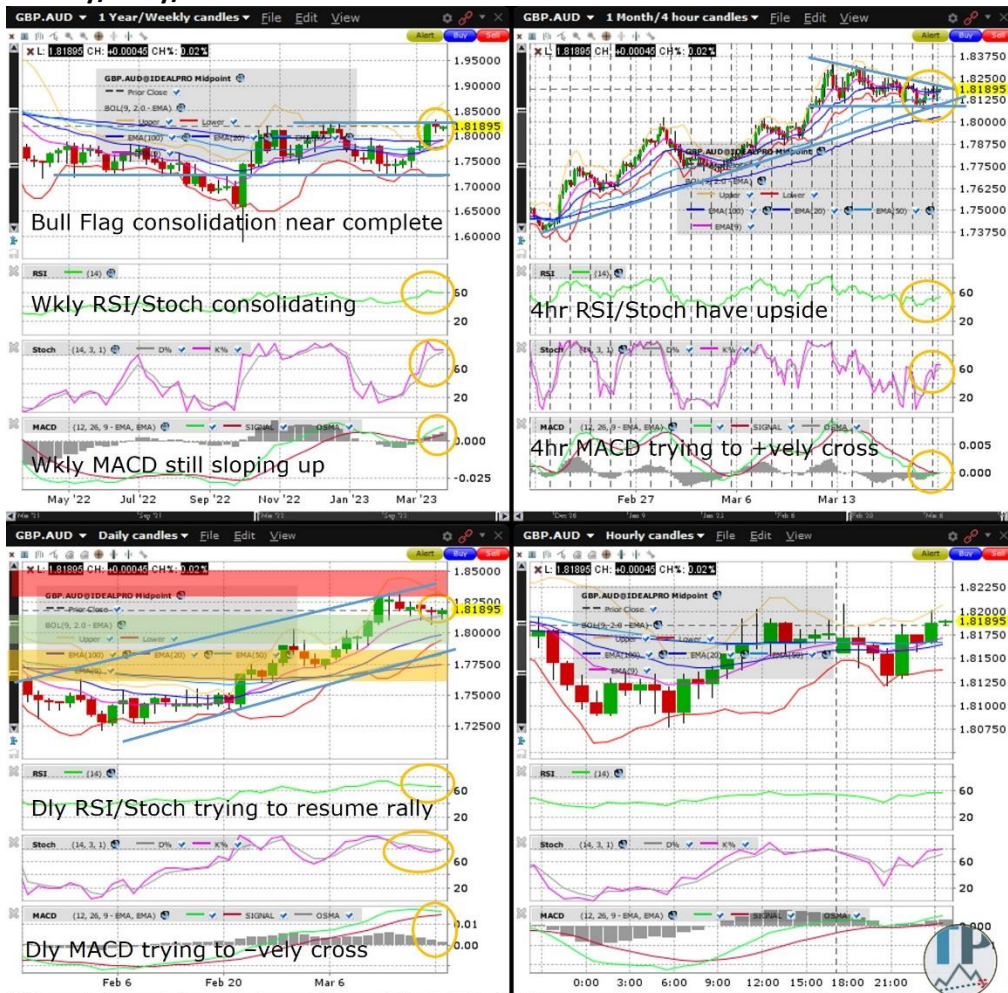 GBP.AUD 1 Year/Weekly candles File Edit View
Alert Buy Sell
L: 1.81895 CH: +0.00045 CH%: 0.02%
GBP.AUD@IDEALPRO Midpoint
Prior Close
BOL(9, 2.0 - EMA)
Upper Lower
EMA(100) EMA(20)
1.95000
1.90000
1.85000
1.81895
1.80000
1.75000
1.70000
1.65000
1.60000
Bull Flag consolidation near complete
RSI (14)
60
20
Wkly RSI/Stoch consolidating
Stoch (14, 3, 1) D% K%
60
20
MACD (12, 26, 9 - EMA, EMA) SIGNAL OSMA
0.000
-0.025
Wkly MACD still sloping up
May '22 Jul '22 Sep '22 Nov '22 Jan '23 Mar '23
GBP.AUD 1 Month/4 hour candles File Edit View
Alert Buy Sell
L: 1.81895 CH: +0.00045 CH%: 0.02%
1.83750
1.82500
1.81895
1.81250
1.80000
1.78750
1.77500
1.76250
1.75000
1.73750
GBP.AUD@IDEALPRO Midpoint
Prior Close
BOL(9, 2.0 - EMA)
Upper Lower
EMA(100) EMA(20) EMA(50)
EMA(9)
RSI (14)
60
20
4hr RSI/Stoch have upside
Stoch (14, 3, 1) D% K%
60
20
MACD (12, 26, 9 - EMA, EMA) SIGNAL OSMA
0.005
0.000
4hr MACD trying to +vely cross
Feb 27 Mar 6 Mar 13
GBP.AUD Daily candles File Edit View
Alert Buy Sell
L: 1.81895 CH: +0.00045 CH%: 0.02%
GBP.AUD@IDEALPRO Midpoint
Prior Close
BOL(9, 2.0 - EMA)
Upper Lower
EMA(100) EMA(20) EMA(50)
EMA(9)
1.85000
1.82500
1.81895
1.80000
1.77500
1.75000
1.72500
RSI (14)
60
20
Dly RSI/Stoch trying to resume rally
Stoch (14, 3, 1) D% K%
60
20
MACD (12, 26, 9 - EMA, EMA) SIGNAL OSMA
0.01
0.00
Dly MACD trying to –vely cross
Feb 6 Feb 20 Mar 6
GBP.AUD Hourly candles File Edit View
Alert Buy Sell
L: 1.81895 CH: +0.00045 CH%: 0.02%
GBP.AUD@IDEALPRO Midpoint
Prior Close
BOL(9, 2.0 - EMA)
Upper Lower
EMA(100) EMA(20) EMA(50)
EMA(9)
1.82250
1.82000
1.81895
1.81500
1.81250
1.81000
1.80750
RSI (14)
60
20
Stoch (14, 3, 1) D% K%
60
20
MACD (12, 26, 9 - EMA, EMA) SIGNAL OSMA
0:00 3:00 6:00 9:00 12:00 15:00 18:00 21:00
TP